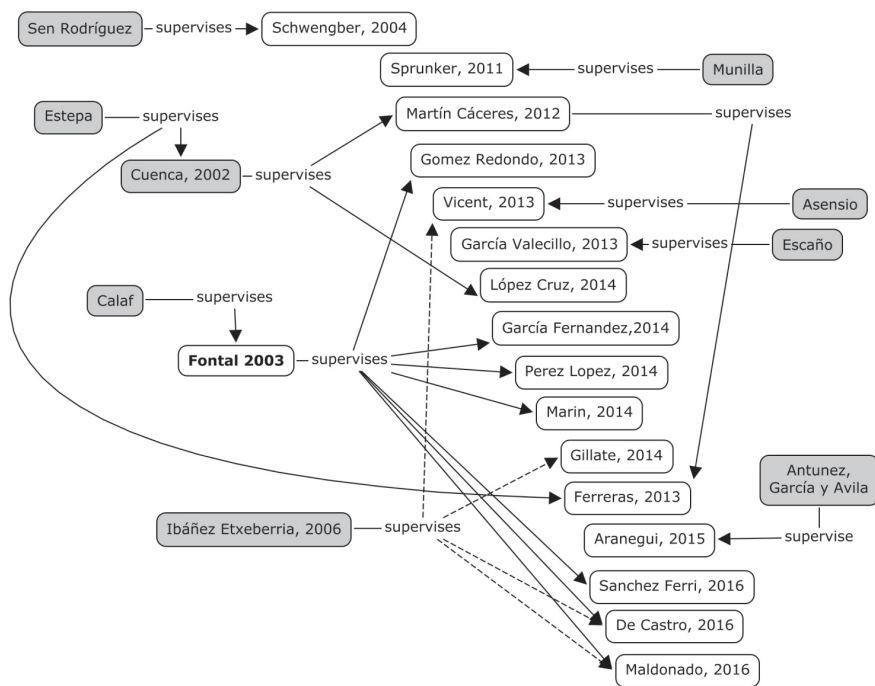 Sen Rodríguez
supervises
Schwengber, 2004
Sprunker, 2011
supervises
Munilla
Estepa
supervises
Martín Cáceres, 2012
supervises
Cuenca, 2002
supervises
Gomez Redondo, 2013
Vicent, 2013
supervises
Asensio
García Valecillo, 2013
supervises
Escaño
López Cruz, 2014
Calaf
supervises
García Fernandez,2014
Fontal 2003
supervises
Perez Lopez, 2014
Marin, 2014
Gillate, 2014
Antunez,
García y Avila
Ferreras, 2013
Ibáñez Etxeberria, 2006
supervises
Aranegui, 2015
supervise
Sanchez Ferri, 2016
De Castro, 2016
Maldonado, 2016